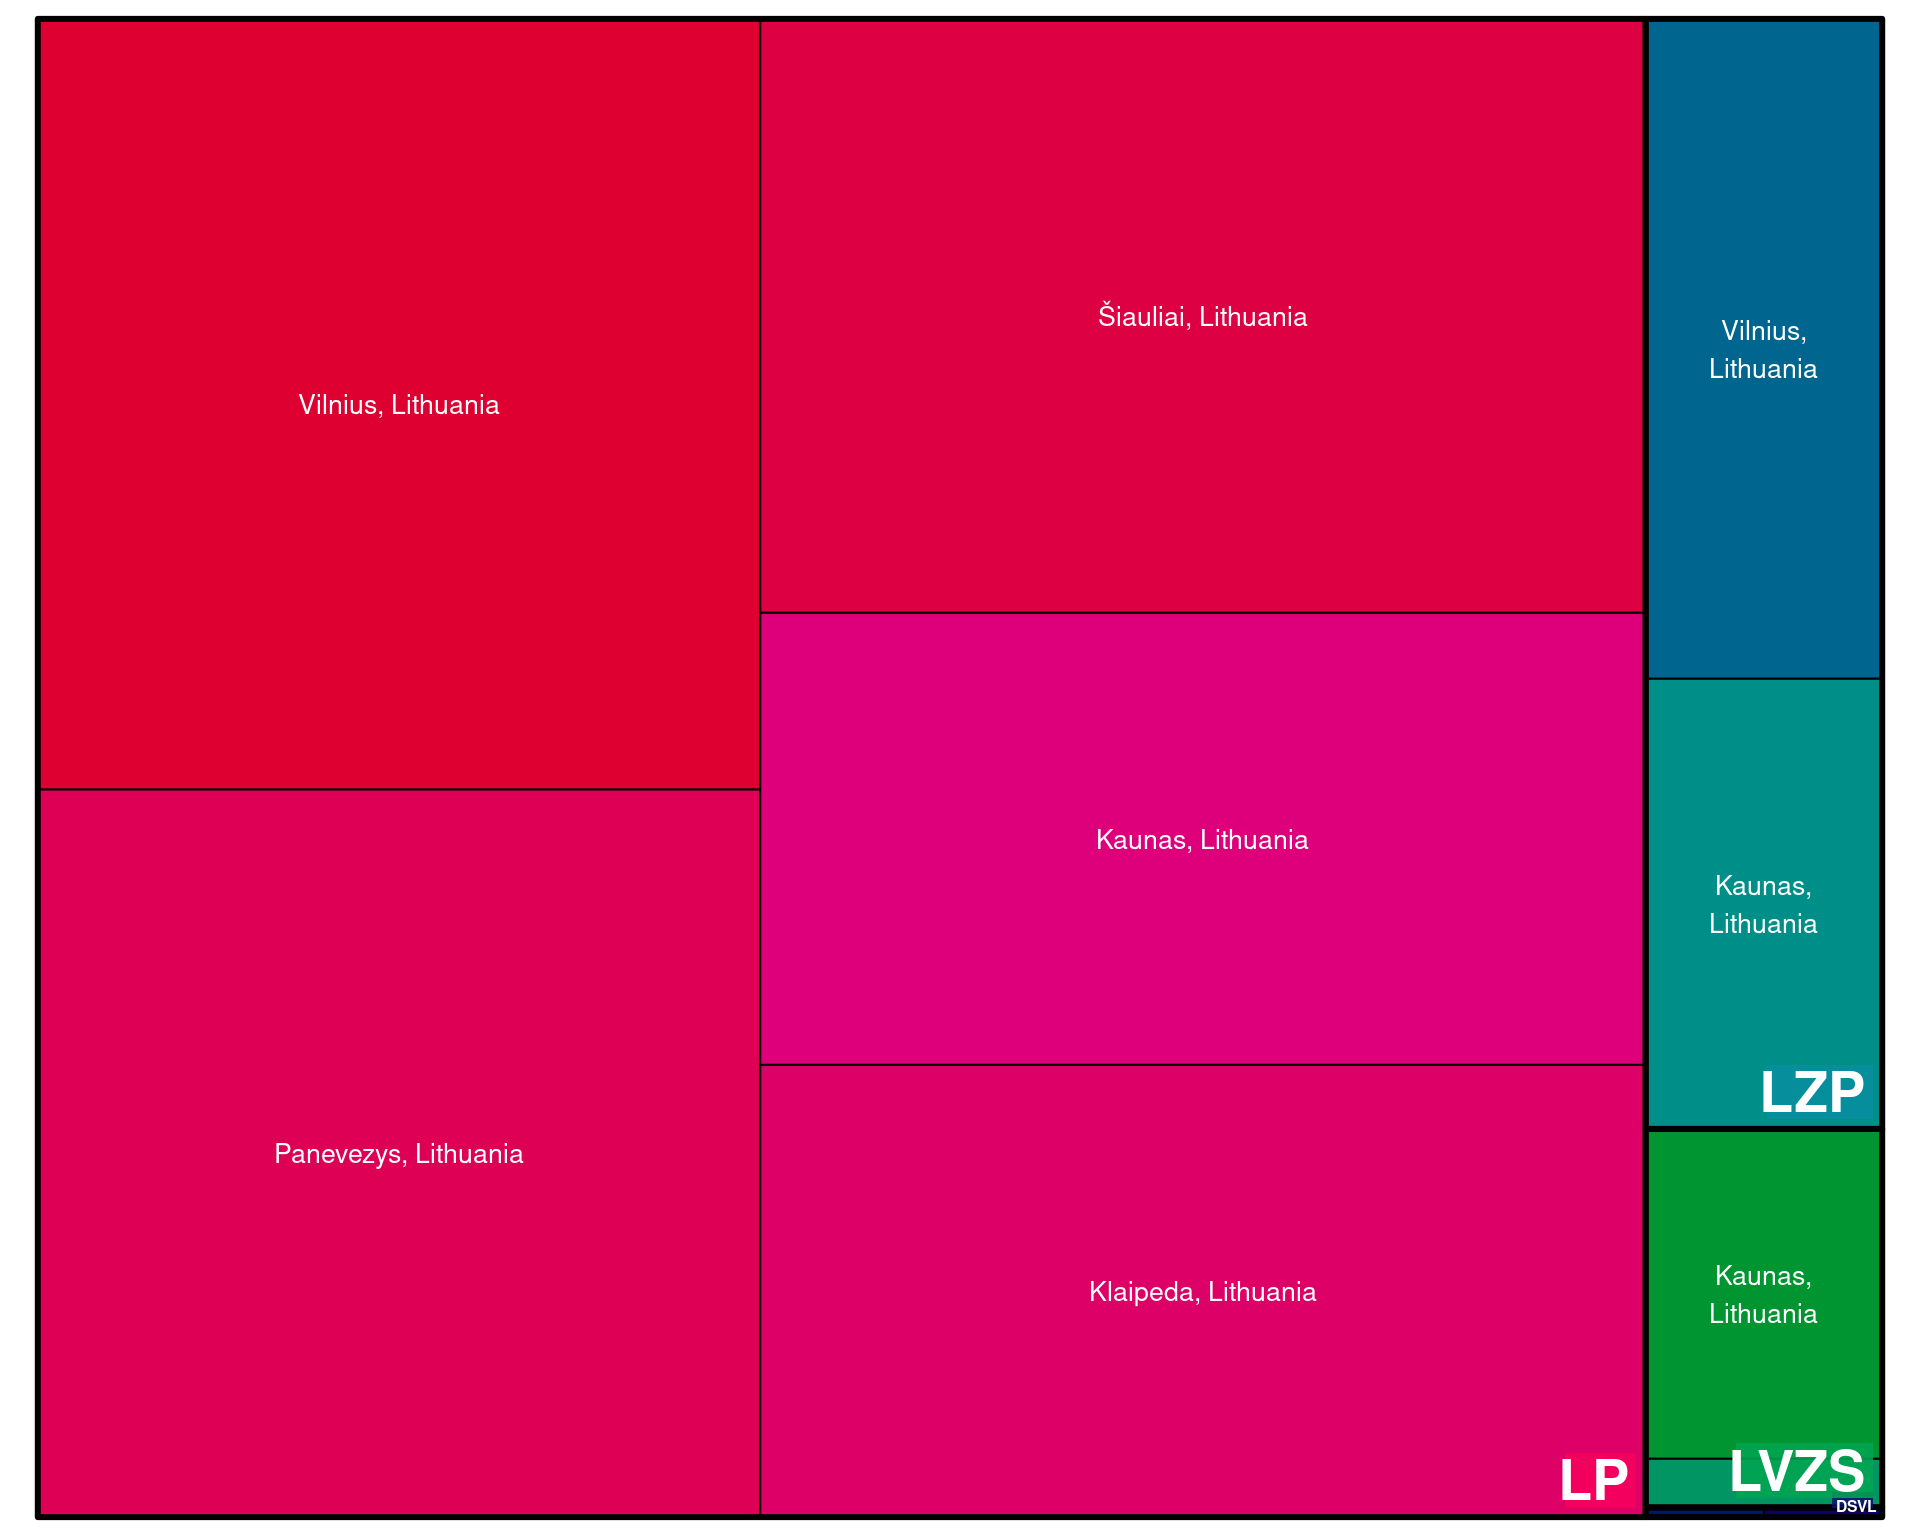 Vilnius, Lithuania
Panevezys, Lithuania
Šiauliai, Lithuania
Kaunas, Lithuania
Klaipeda, Lithuania
LP
Vilnius,
Lithuania
Kaunas,
Lithuania
LZP
Kaunas,
Lithuania
LVZS
DSVL